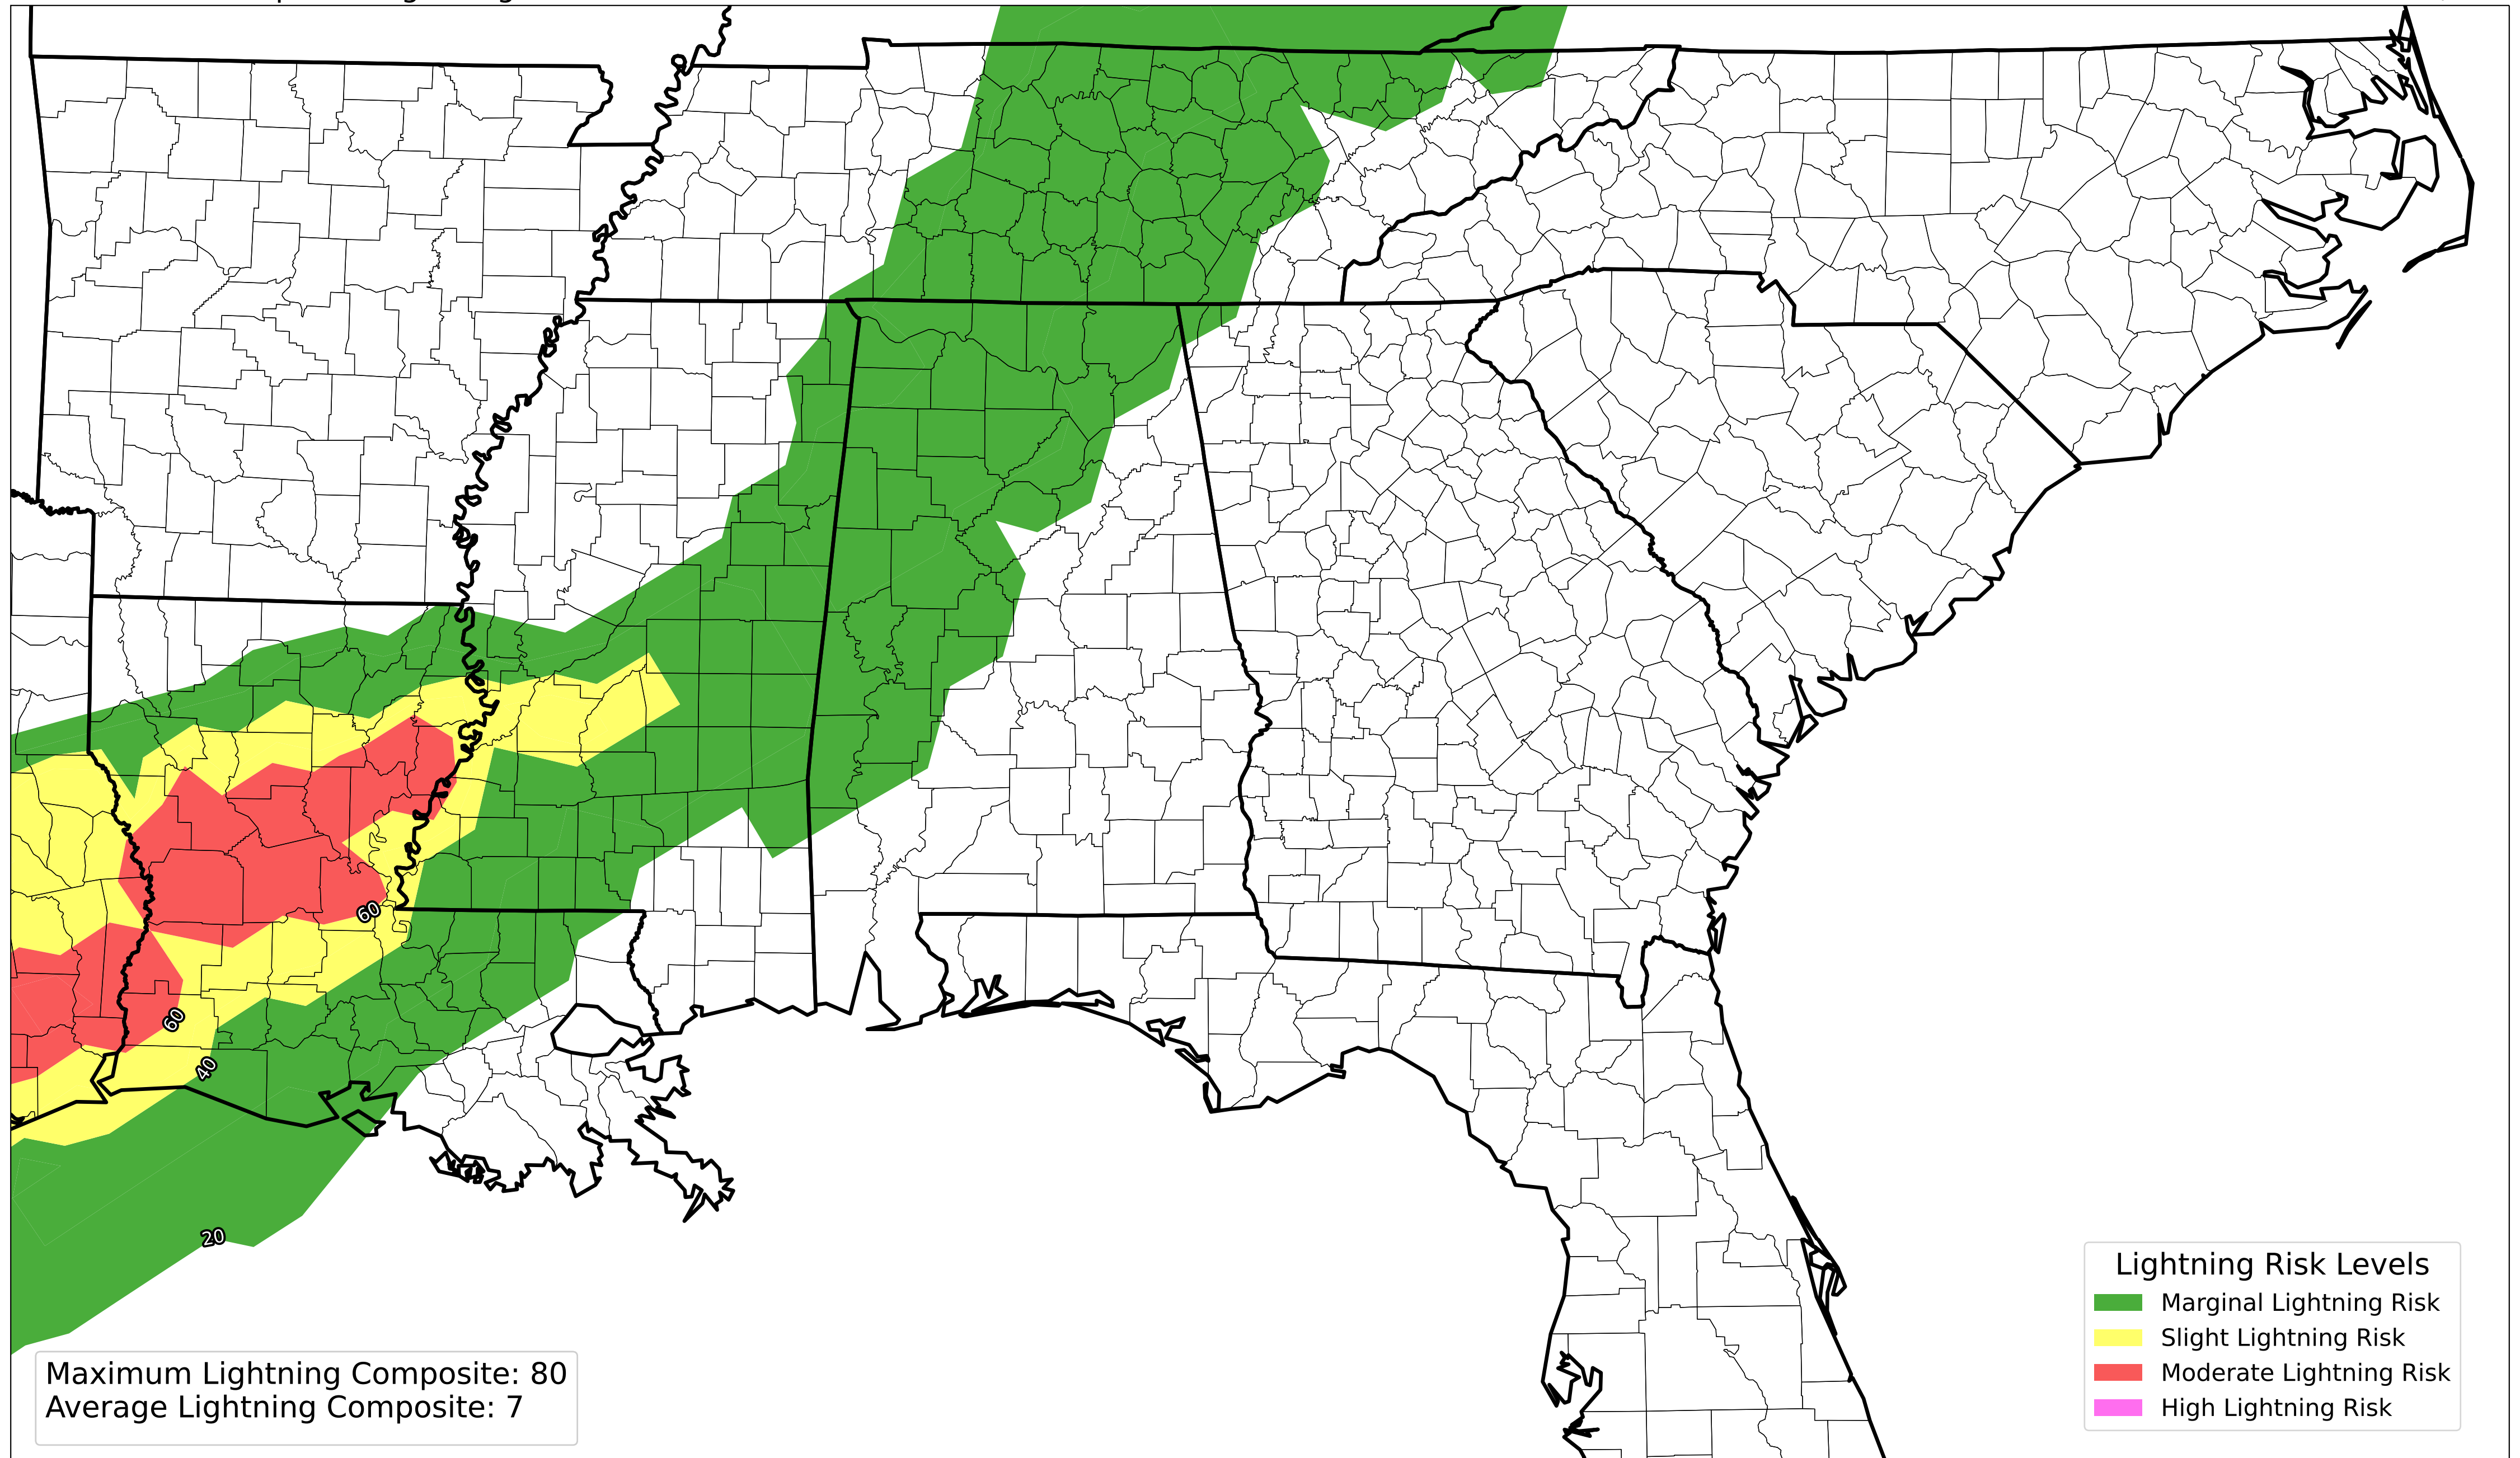 60
60
40
20
Lightning Risk Levels
Marginal Lightning Risk
Slight Lightning Risk
Moderate Lightning Risk
High Lightning Risk
Maximum Lightning Composite: 80
Average Lightning Composite: 7